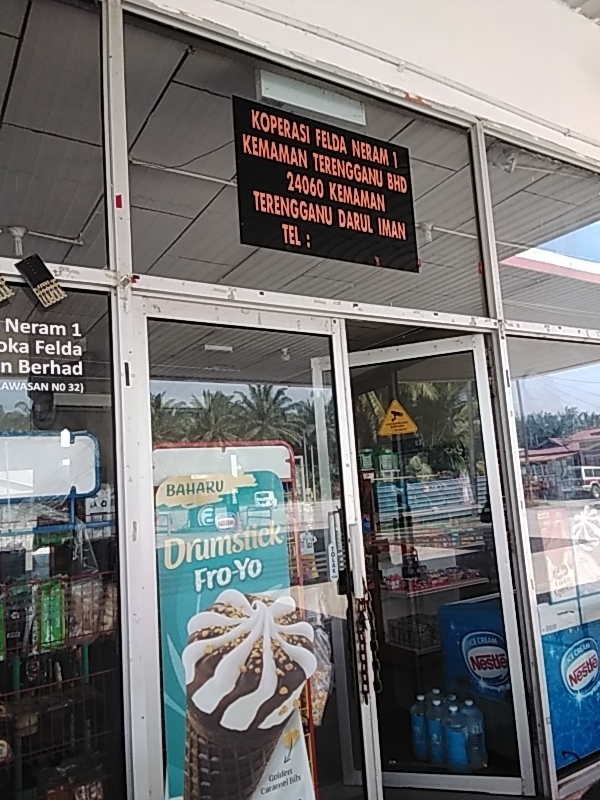 KOPERASI FELDA NERAM 1
KEMAMAN TERENGGANU BHD
24060 KEMAMAN
TERENGGANU DARUL IMAN
TEL :
Neram 1
oka Felda
n Berhad
AWASAN NO 32)
BAHARU
Nestlé
Drumstick
FRO-YO
Golden
Caramel Bits
TOLAK
ICE CREAM
Nestlé
ICE CREAM
Nestlé